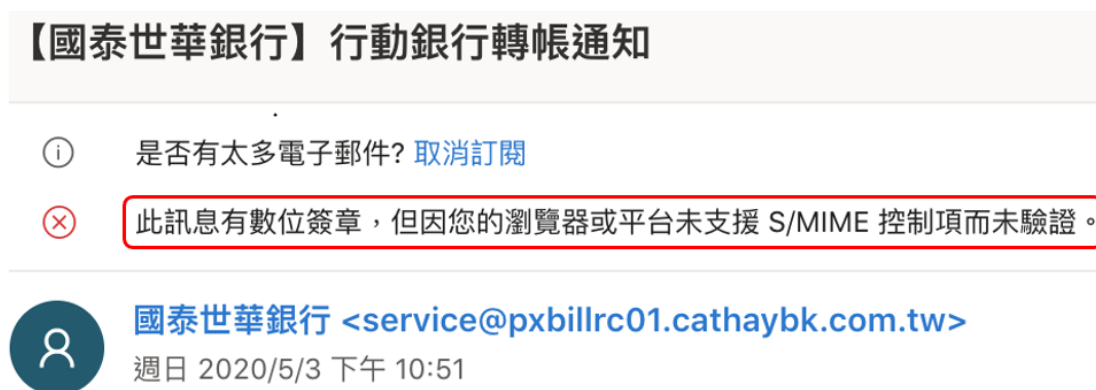 【國泰世華銀行】行動銀行轉帳通知
是否有太多電子郵件? 取消訂閱
此訊息有數位簽章，但因您的瀏覽器或平台未支援 S/MIME 控制項而未驗證。
國泰世華銀行 <service@pxbillrc01.cathaybk.com.tw>
週日 2020/5/3 下午 10:51